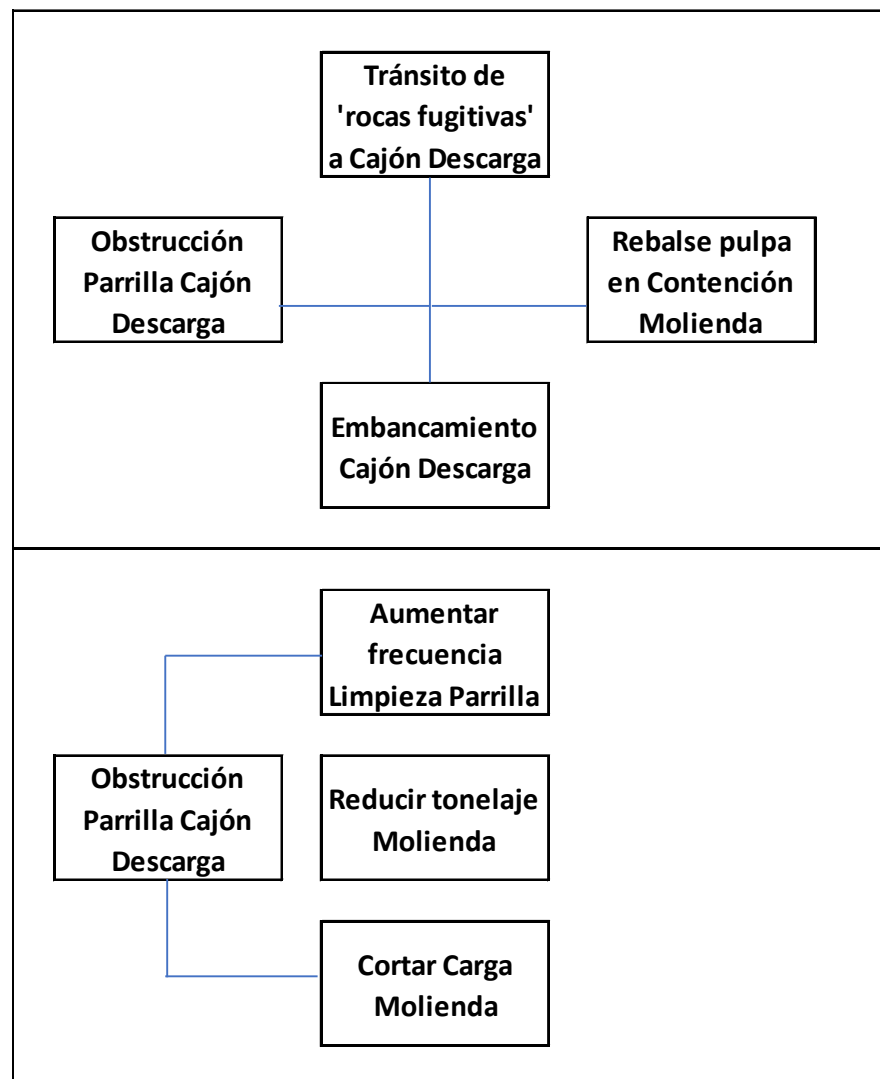 Tránsito de
'rocas fugitivas'
a Cajón Descarga
Obstrucción
Parrilla Cajón
Descarga
Rebalse pulpa
en Contención
Molienda
Embancamiento
Cajón Descarga
Aumentar
frecuencia
Limpieza Parrilla
Obstrucción
Parrilla Cajón
Descarga
Reducir tonelaje
Molienda
Cortar Carga
Molienda